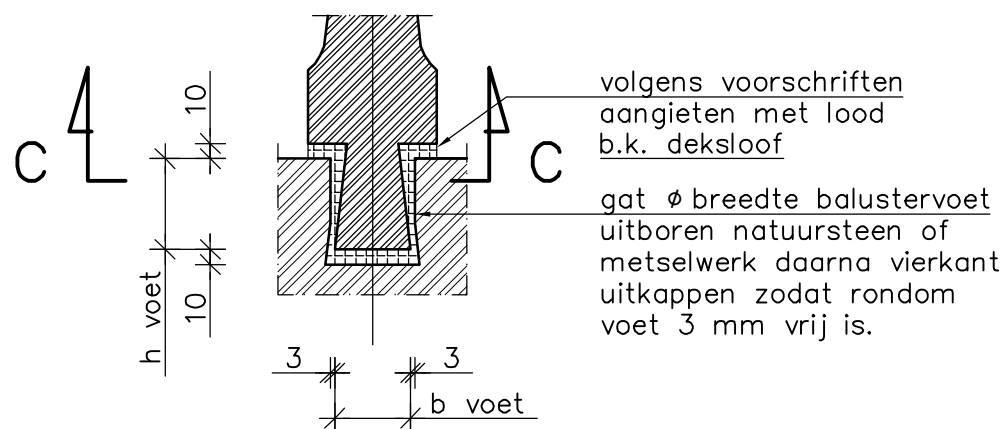 volgens voorschriften
aangieten met lood
b.k. deksloof
10
C
C
gat ø breedte balustervoet
uitboren natuursteen of
metselwerk daarna vierkant
uitkappen zodat rondom
voet 3 mm vrij is.
h voet
10
3
3
b voet